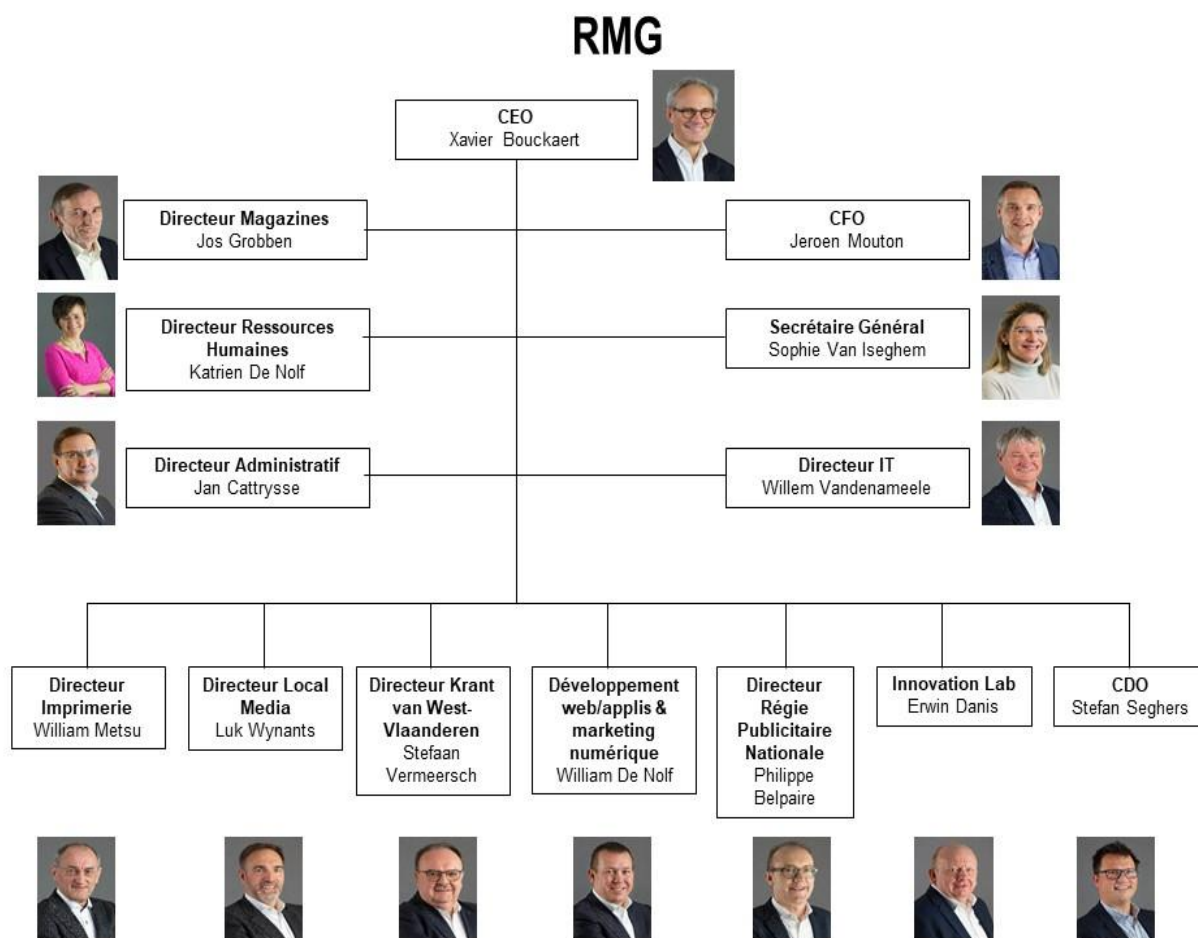 RMG
CEO
Xavier Bouckaert
Directeur Magazines
Jos Grobben
CFO
Jeroen Mouton
Directeur Ressources
Humaines
Katrien De Nolf
Secrétaire Général
Sophie Van Iseghem
Directeur Administratif
Jan Cattrysse
Directeur IT
Willem Vandenameele
Directeur
Imprimerie
William Metsu
Directeur Local
Media
Luk Wynants
Directeur Krant
van West-
Vlaanderen
Stefaan
Vermeersch
Développement
web/applis &
marketing
numérique
William De Nolf
Directeur
Régie
Publicitaire
Nationale
Philippe
Belpaire
Innovation Lab
Erwin Danis
CDO
Stefan Seghers